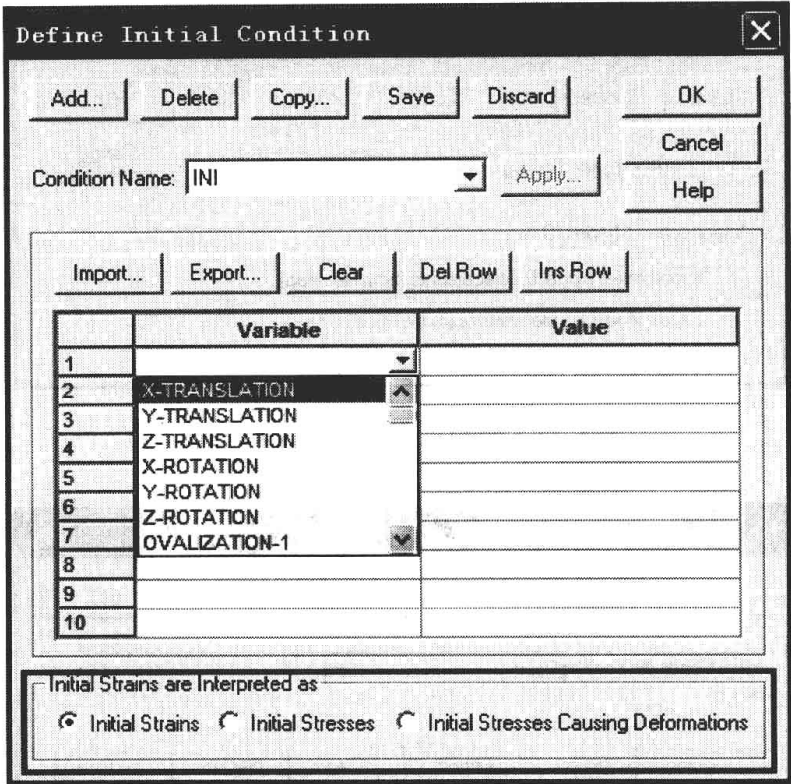 Define Initial Condition
Add... Delete Copy... Save Discard OK
Cancel
Condition Name: INI Apply...
Help
Import... Export... Clear Del Row Ins Row
Variable Value
1
2 X-TRANSLATION
3 Y-TRANSLATION
4 Z-TRANSLATION
5 X-ROTATION
6 Y-ROTATION
7 Z-ROTATION
OVALIZATION-1
8
9
10
Initial Strains are Interpreted as
Initial Strains Initial Stresses Initial Stresses Causing Deformations